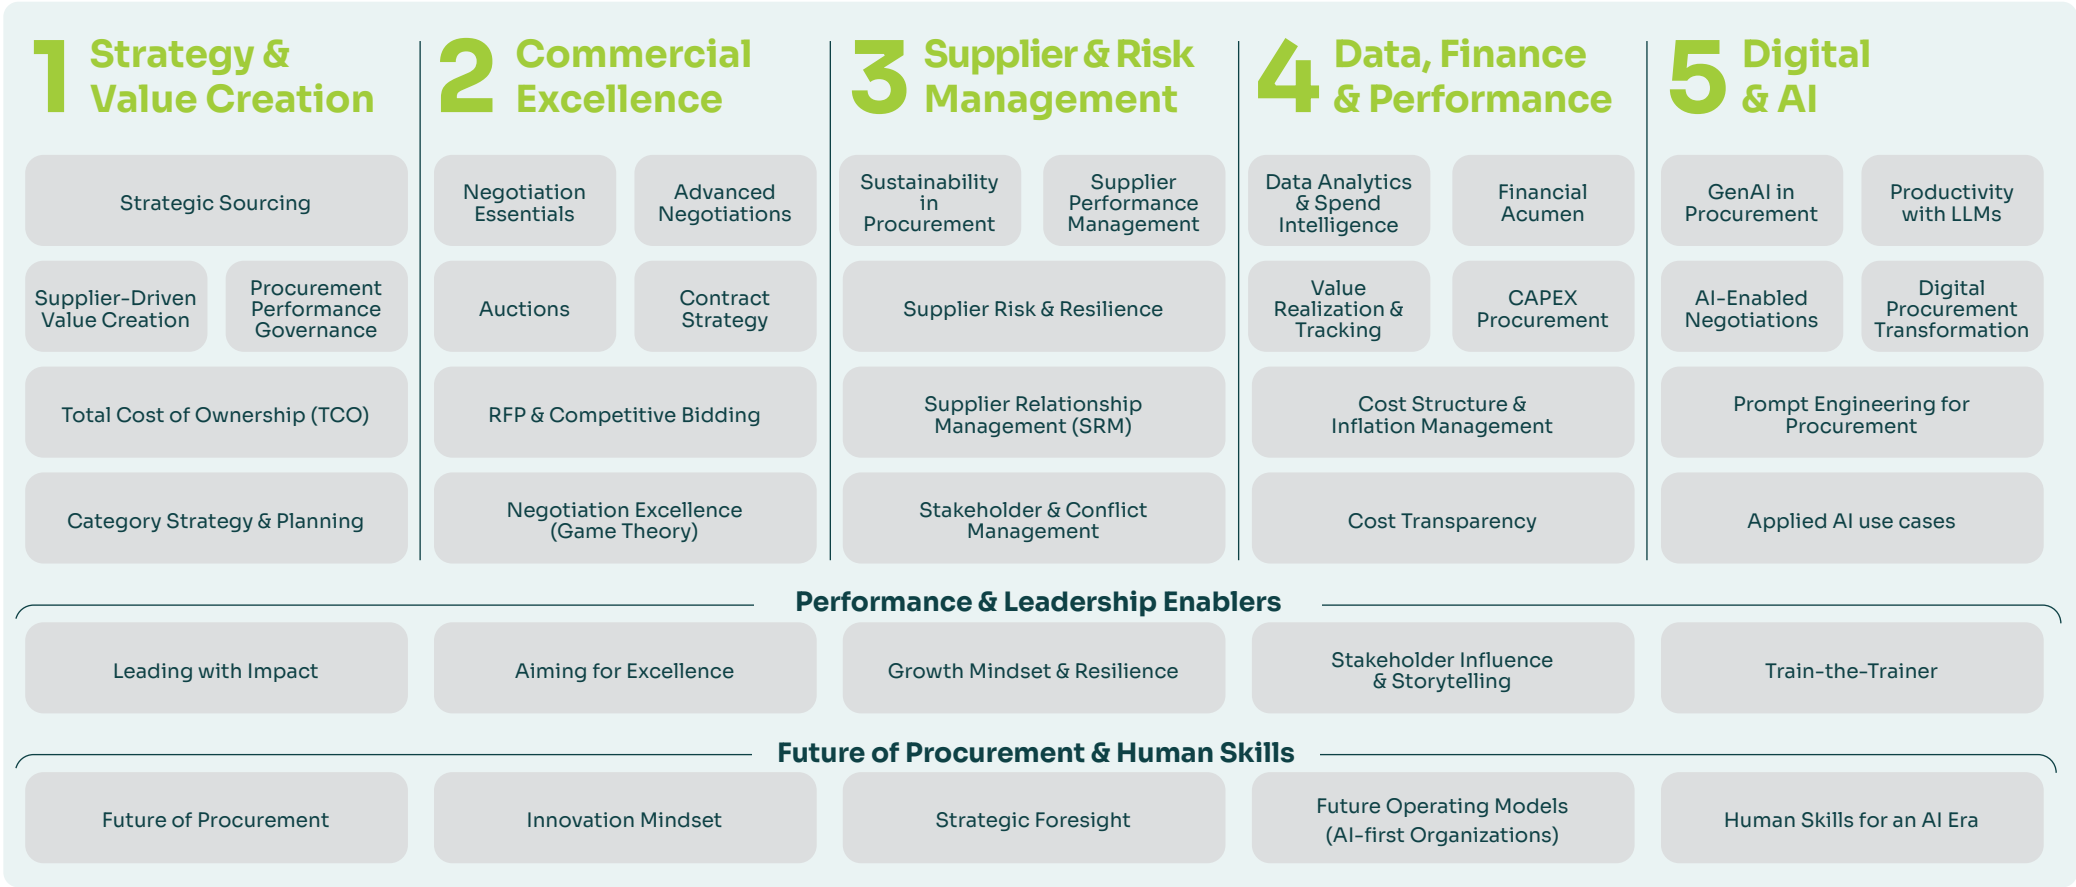 1
Strategy &
Value Creation
Strategic Sourcing
Supplier-Driven
Value Creation
Procurement
Performance
Governance
Total Cost of Ownership (TCO)
Category Strategy & Planning
2
Commercial
Excellence
Negotiation
Essentials
Advanced
Negotiations
Auctions
Contract
Strategy
RFP & Competitive Bidding
Negotiation Excellence
(Game Theory)
3
Supplier & Risk
Management
Sustainability
in
Procurement
Supplier
Performance
Management
Supplier Risk & Resilience
Supplier Relationship
Management (SRM)
Stakeholder & Conflict
Management
4
Data, Finance
& Performance
Data Analytics
& Spend
Intelligence
Financial
Acumen
Value
Realization &
Tracking
CAPEX
Procurement
Cost Structure &
Inflation Management
Cost Transparency
5
Digital
& AI
GenAI in
Procurement
Productivity
with LLMs
AI-Enabled
Negotiations
Digital
Procurement
Transformation
Prompt Engineering for
Procurement
Applied AI use cases
Performance & Leadership Enablers
Leading with Impact
Aiming for Excellence
Growth Mindset & Resilience
Stakeholder Influence
& Storytelling
Train-the-Trainer
Future of Procurement & Human Skills
Future of Procurement
Innovation Mindset
Strategic Foresight
Future Operating Models
(AI-first Organizations)
Human Skills for an AI Era